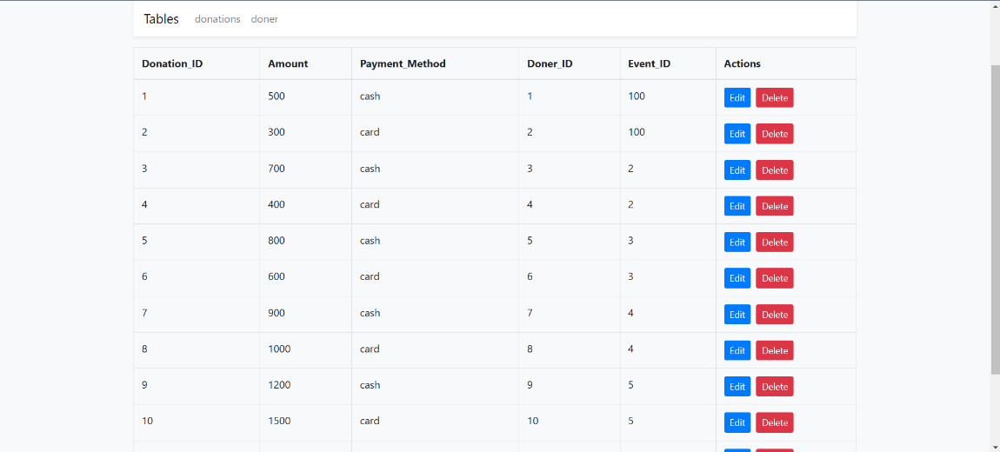 Tables donations doner
Donation_ID Amount Payment_Method Doner_ID Event_ID Actions
1 500 cash 1 100 Edit Delete
2 300 card 2 100 Edit Delete
3 700 cash 3 2 Edit Delete
4 400 card 4 2 Edit Delete
5 800 cash 5 3 Edit Delete
6 600 card 6 3 Edit Delete
7 900 cash 7 4 Edit Delete
8 1000 card 8 4 Edit Delete
9 1200 cash 9 5 Edit Delete
10 1500 card 10 5 Edit Delete